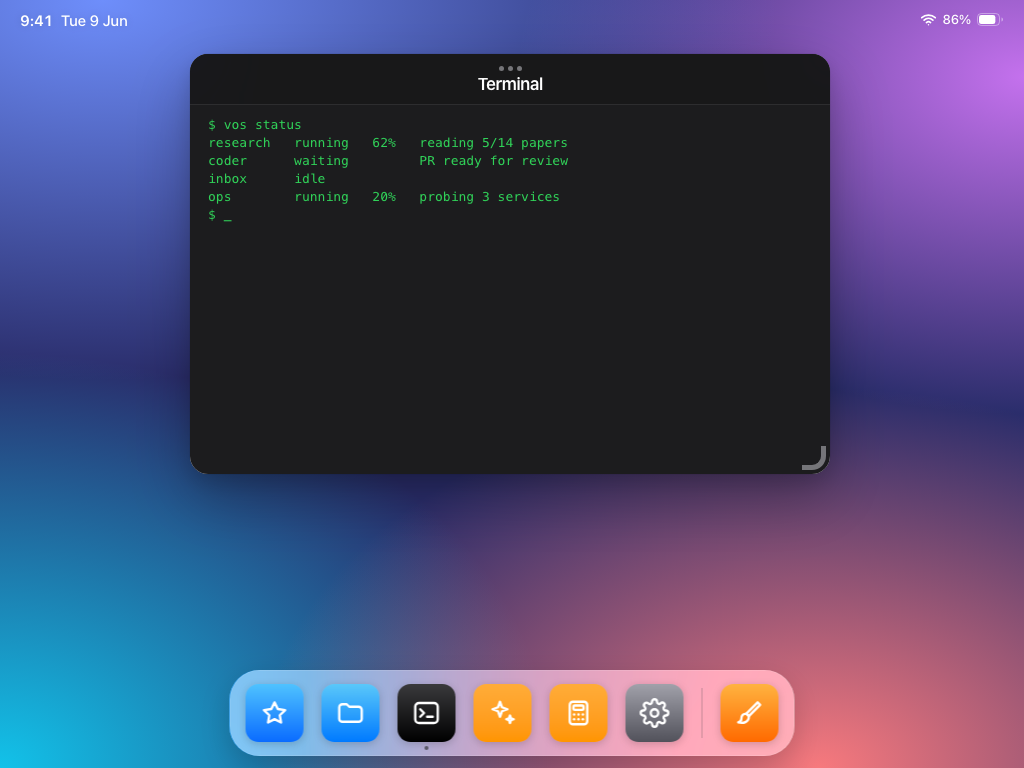 9:41 Tue 9 Jun
86%
Terminal
$ vos status
research running 62% reading 5/14 papers
coder waiting PR ready for review
inbox idle
ops running 20% probing 3 services
$ _